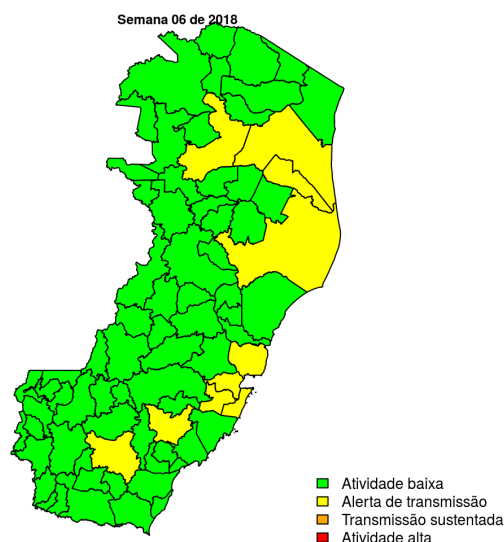 Semana 06 de 2018
Atividade baixa
Alerta de transmissão
Transmissão sustentada
Atividade alta